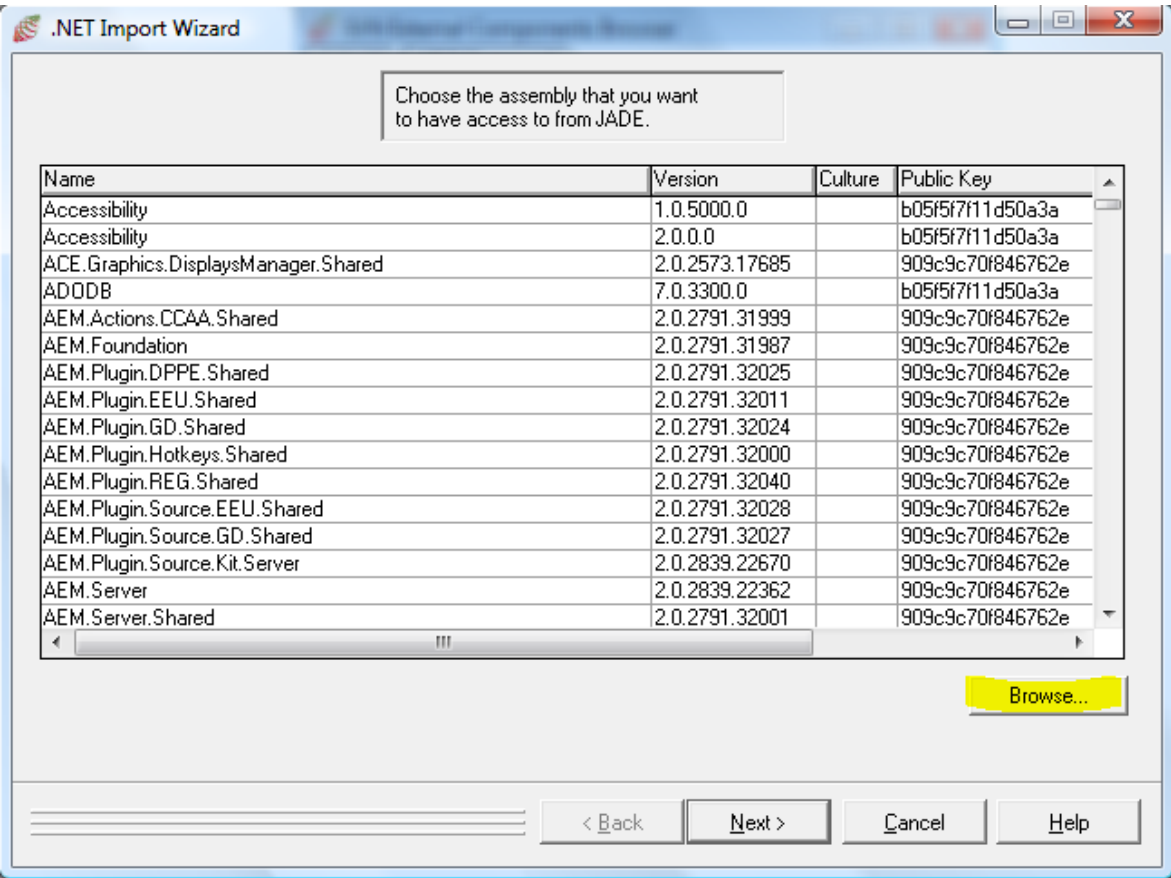 .NET Import Wizard
Choose the assembly that you want
to have access to from JADE.
Name Version Culture Public Key
Accessibility 1.0.5000.0 b05f5f7f11d50a3a
Accessibility 2.0.0.0 b05f5f7f11d50a3a
ACE.Graphics.DisplaysManager.Shared 2.0.2573.17685 909c9c70f846762e
ADODB 7.0.3300.0 b05f5f7f11d50a3a
AEM.Actions.CCAA.Shared 2.0.2791.31999 909c9c70f846762e
AEM.Foundation 2.0.2791.31987 909c9c70f846762e
AEM.Plugin.DPPE.Shared 2.0.2791.32025 909c9c70f846762e
AEM.Plugin.EEU.Shared 2.0.2791.32011 909c9c70f846762e
AEM.Plugin.GD.Shared 2.0.2791.32024 909c9c70f846762e
AEM.Plugin.Hotkeys.Shared 2.0.2791.32000 909c9c70f846762e
AEM.Plugin.REG.Shared 2.0.2791.32040 909c9c70f846762e
AEM.Plugin.Source.EEU.Shared 2.0.2791.32028 909c9c70f846762e
AEM.Plugin.Source.GD.Shared 2.0.2791.32027 909c9c70f846762e
AEM.Plugin.Source.Kit.Server 2.0.2839.22670 909c9c70f846762e
AEM.Server 2.0.2839.22362 909c9c70f846762e
AEM.Server.Shared 2.0.2791.32001 909c9c70f846762e
Browse...
< Back Next > Cancel Help